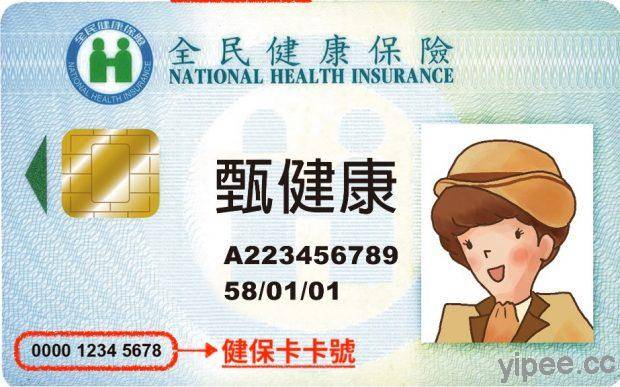 全民健康保險
NATIONAL HEALTH INSURANCE
全民健康保險
NATIONAL HEALTH INSURANCE
甄健康
A223456789
58/01/01
0000 1234 5678
健保卡卡號
yipee.cc